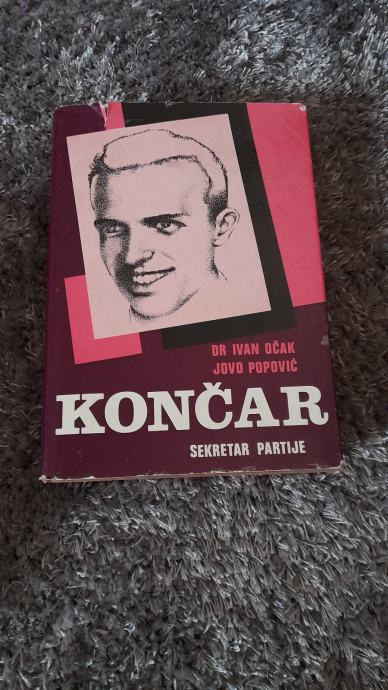 DR IVAN OČAK
JOVO POPOVIĆ
KONČAR
SEKRETAR PARTIJE